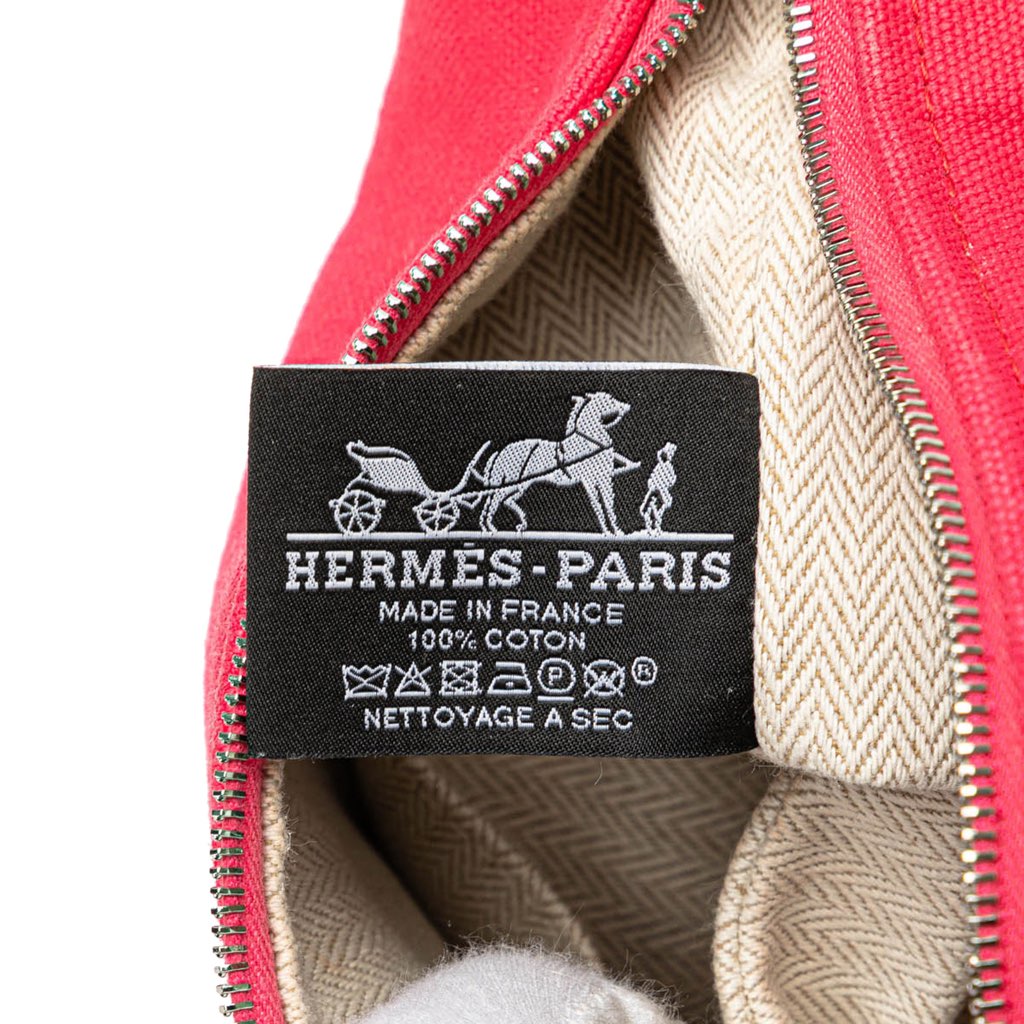 HERMÈS-PARIS
MADE IN FRANCE
100% COTON
P ®
NETTOYAGE A SEC